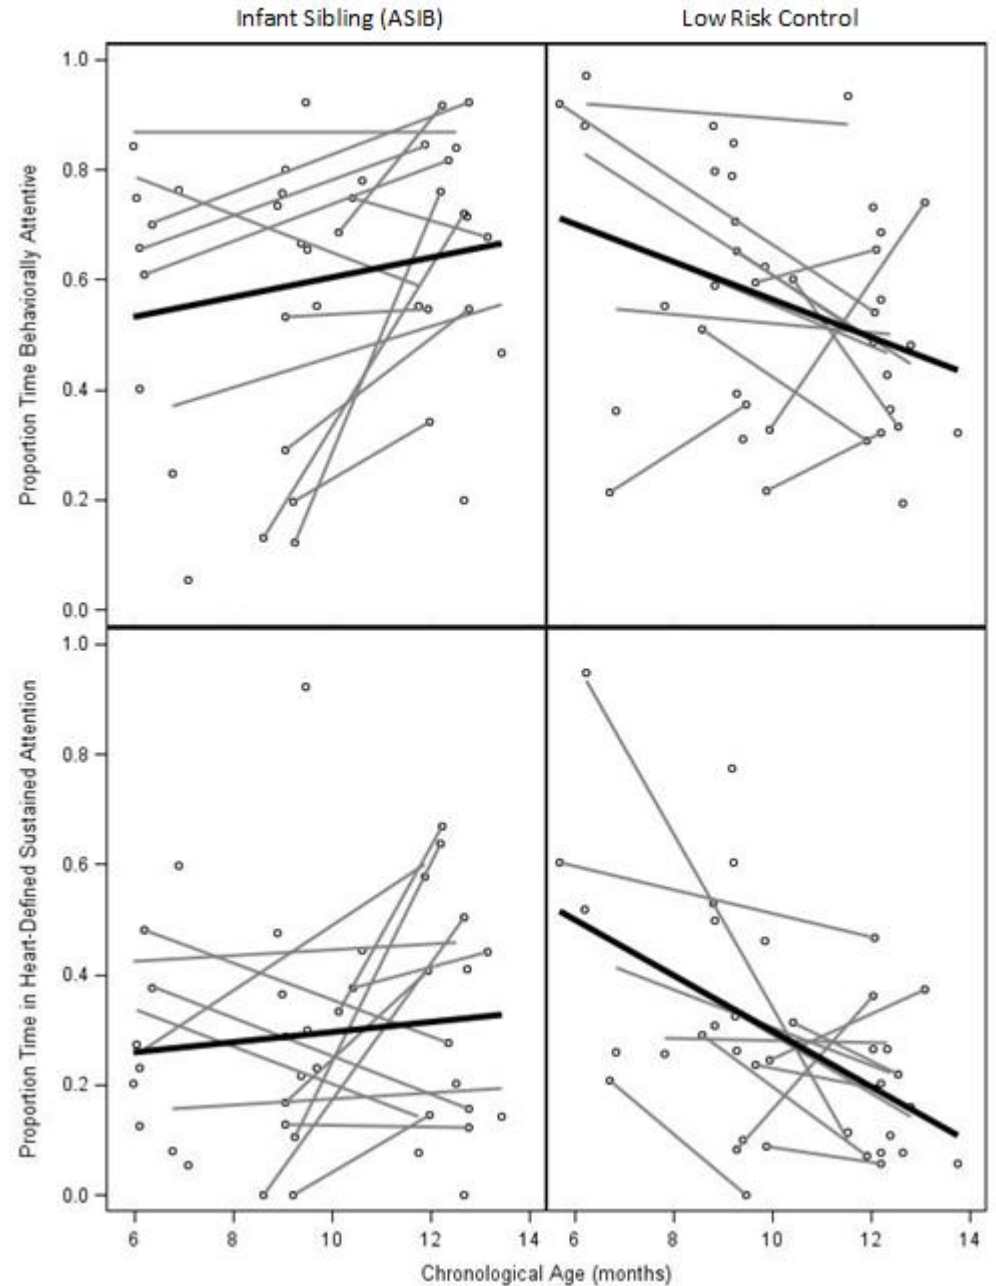 Infant Sibling (ASIB)
Low Risk Control
Proportion Time Behaviorally Attentive
1.0
0.8
0.6
0.4
0.2
0.0
Proportion Time in Heart-Defined Sustained Attention
1.0
0.8
0.6
0.4
0.2
0.0
6 8 10 12 14 6 8 10 12 14
Chronological Age (months)